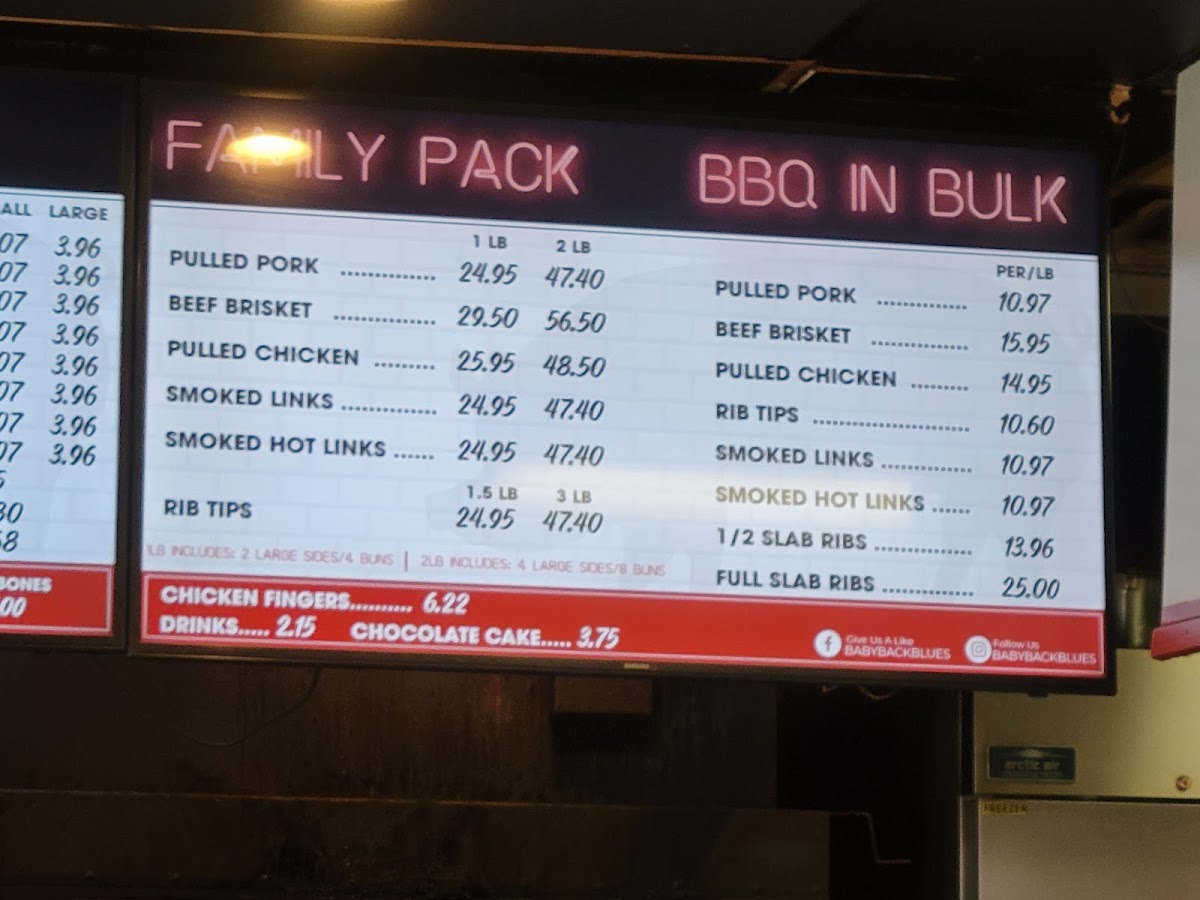 ALL LARGE
07 3.96
07 3.96
07 3.96
07 3.96
07 3.96
07 3.96
07 3.96
07 3.96
BONES
.00
FAMILY PACK
1 LB 2 LB
PULLED PORK .............. 24.95 47.40
BEEF BRISKET ............... 29.50 56.50
PULLED CHICKEN ......... 25.95 48.50
SMOKED LINKS .............. 24.95 47.40
SMOKED HOT LINKS ...... 24.95 47.40
1.5 LB 3 LB
RIB TIPS 24.95 47.40
1LB INCLUDES: 2 LARGE SIDES/4 BUNS | 2LB INCLUDES: 4 LARGE SIDES/8 BUNS
BBQ IN BULK
PER/LB
PULLED PORK .............. 10.97
BEEF BRISKET ............... 15.95
PULLED CHICKEN ......... 14.95
RIB TIPS ........................ 10.60
SMOKED LINKS .............. 10.97
SMOKED HOT LINKS ...... 10.97
1/2 SLAB RIBS ............... 13.96
FULL SLAB RIBS .............. 25.00
CHICKEN FINGERS.......... 6.22
DRINKS..... 2.15 CHOCOLATE CAKE..... 3.75
Give Us A Like
BABYBACKBLUES
Follow Us
BABYBACKBLUES
SAMSUNG
arctic air
FREEZER